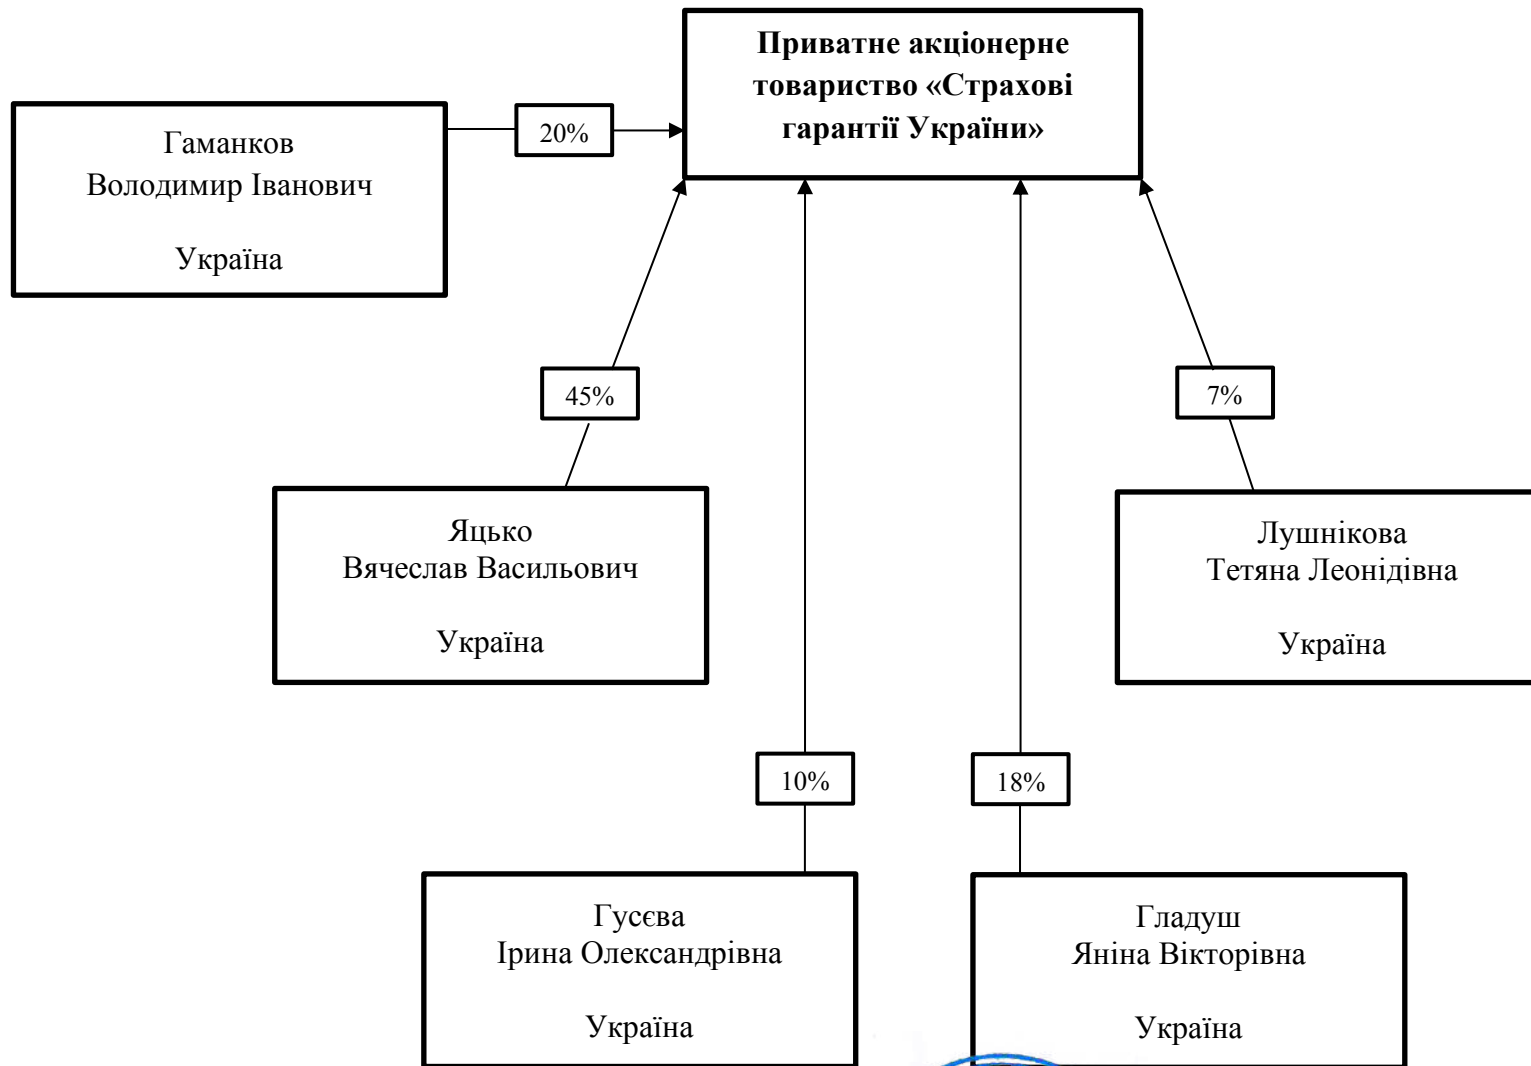 Приватне акціонерне
товариство «Страхові
гарантії України»
Гаманков
Володимир Іванович
Україна
20%
45%
7%
Яцько
Вячеслав Васильович
Україна
Лушнікова
Тетяна Леонідівна
Україна
10%
18%
Гусєва
Ірина Олександрівна
Україна
Гладуш
Яніна Вікторівна
Україна